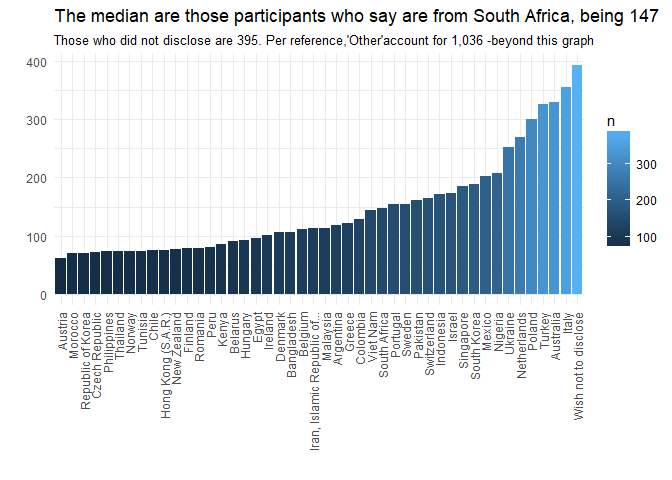 The median are those participants who say are from South Africa, being 147
Those who did not disclose are 395. Per reference,'Other'account for 1,036 -beyond this graph
400
300
200
100
0
n
300
200
100
Austria
Morocco
Republic of Korea
Czech Republic
Philippines
Thailand
Norway
Tunisia
Chile
Hong Kong (S.A.R.)
New Zealand
Finland
Romania
Peru
Kenya
Belarus
Hungary
Egypt
Ireland
Denmark
Bangladesh
Belgium
Iran, Islamic Republic of...
Malaysia
Argentina
Greece
Colombia
Viet Nam
South Africa
Portugal
Sweden
Pakistan
Switzerland
Indonesia
Israel
Singapore
South Korea
Mexico
Nigeria
Ukraine
Netherlands
Poland
Turkey
Australia
Italy
Wish not to disclose